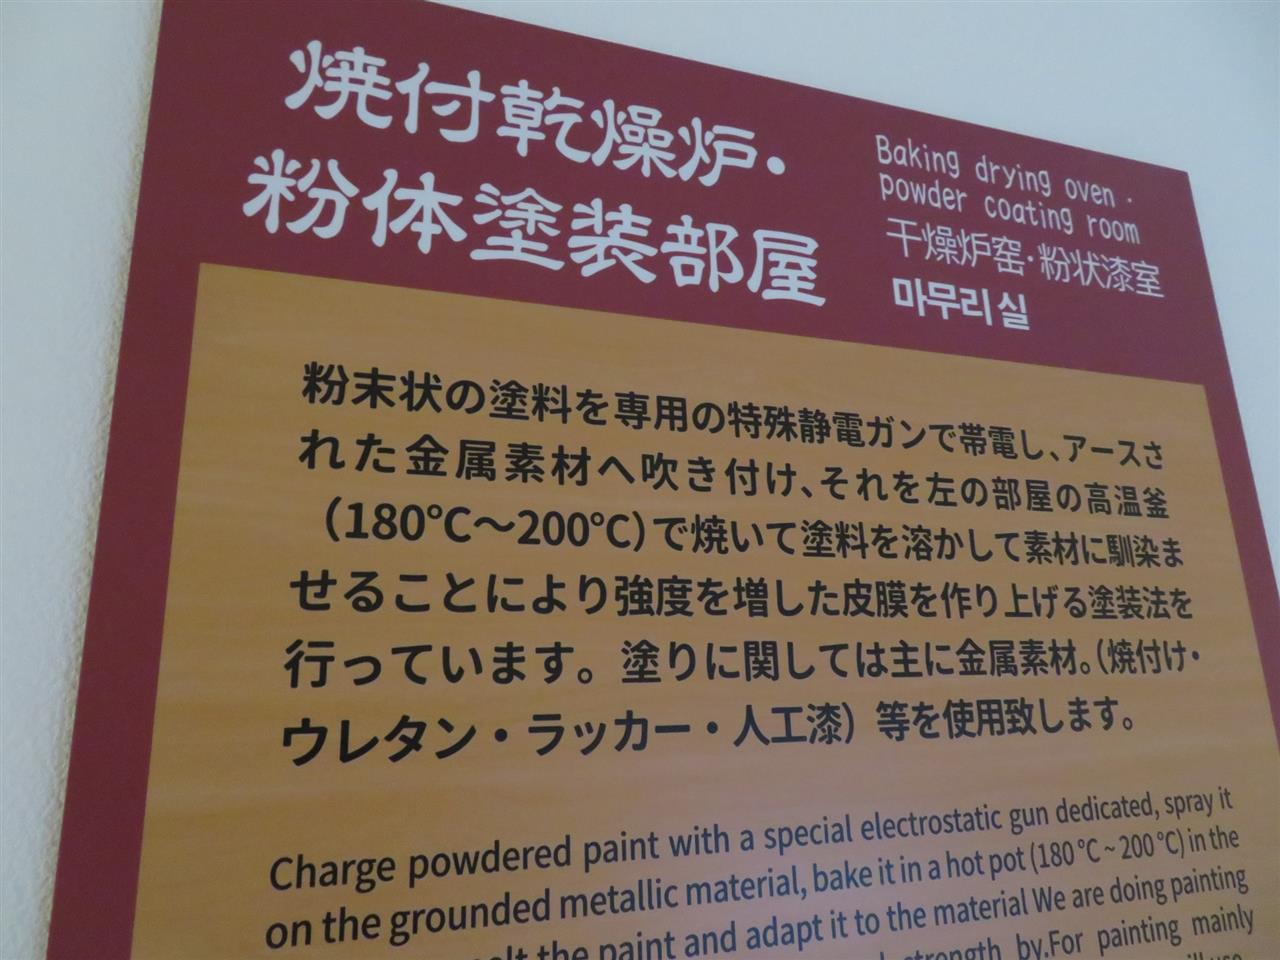 焼付乾燥炉・
粉体塗装部屋
Baking drying oven・
powder coating room
干燥炉窑・粉状漆室
마무리 실
粉末状の塗料を専用の特殊静電ガンで帯電し、アースさ
れた金属素材へ吹き付け、それを左の部屋の高温釜
（180℃〜200℃）で焼いて塗料を溶かして素材に馴染ま
せることにより強度を増した皮膜を作り上げる塗装法を
行っています。塗りに関しては主に金属素材。（焼付け・
ウレタン・ラッカー・人工漆）等を使用致します。
Charge powdered paint with a special electrostatic gun dedicated, spray it
on the grounded metallic material, bake it in a hot pot (180 ℃ ~ 200 ℃) in the
the paint and adapt it to the material We are doing painting
strength by.For painting mainly